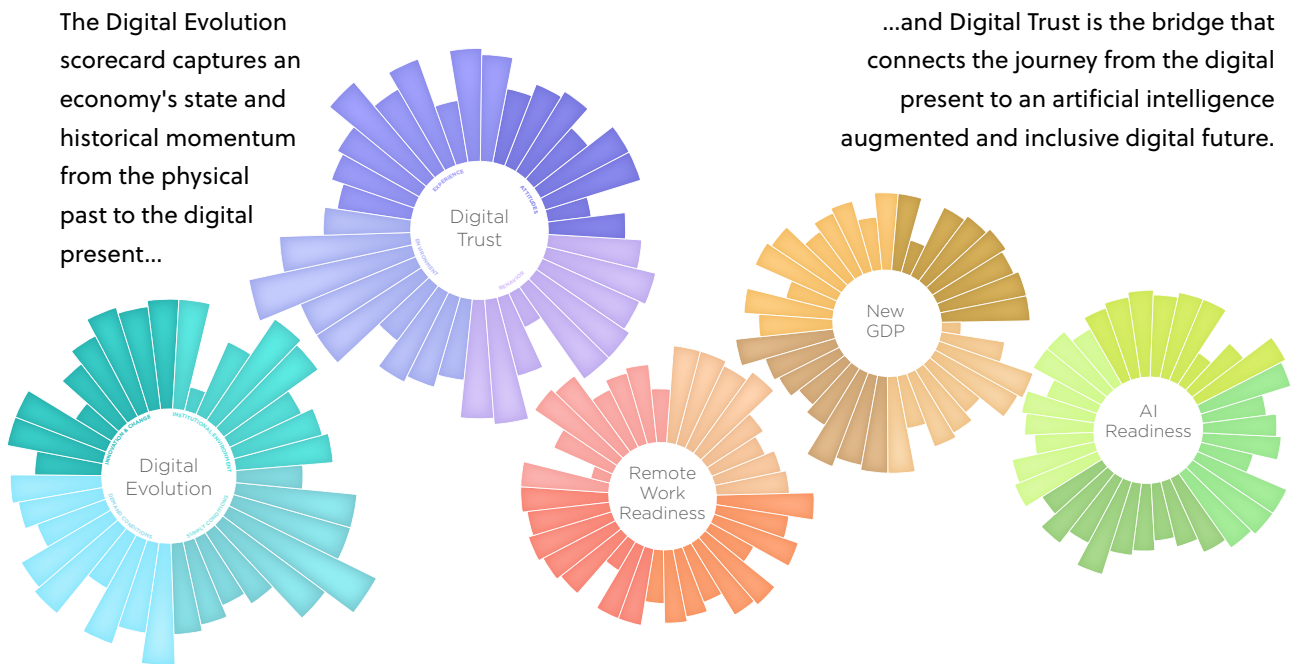 The Digital Evolution
scorecard captures an
economy's state and
historical momentum
from the physical
past to the digital
present...
...and Digital Trust is the bridge that
connects the journey from the digital
present to an artificial intelligence
augmented and inclusive digital future.
EXPERIENCE
ATTITUDES
Digital
Trust
ENVIRONMENT
BEHAVIOR
New
GDP
AI
Readiness
INNOVATION & CHANGE
INSTITUTIONAL ENVIRONMENT
Digital
Evolution
DEMAND CONDITIONS
SUPPLY CONDITIONS
Remote
Work
Readiness